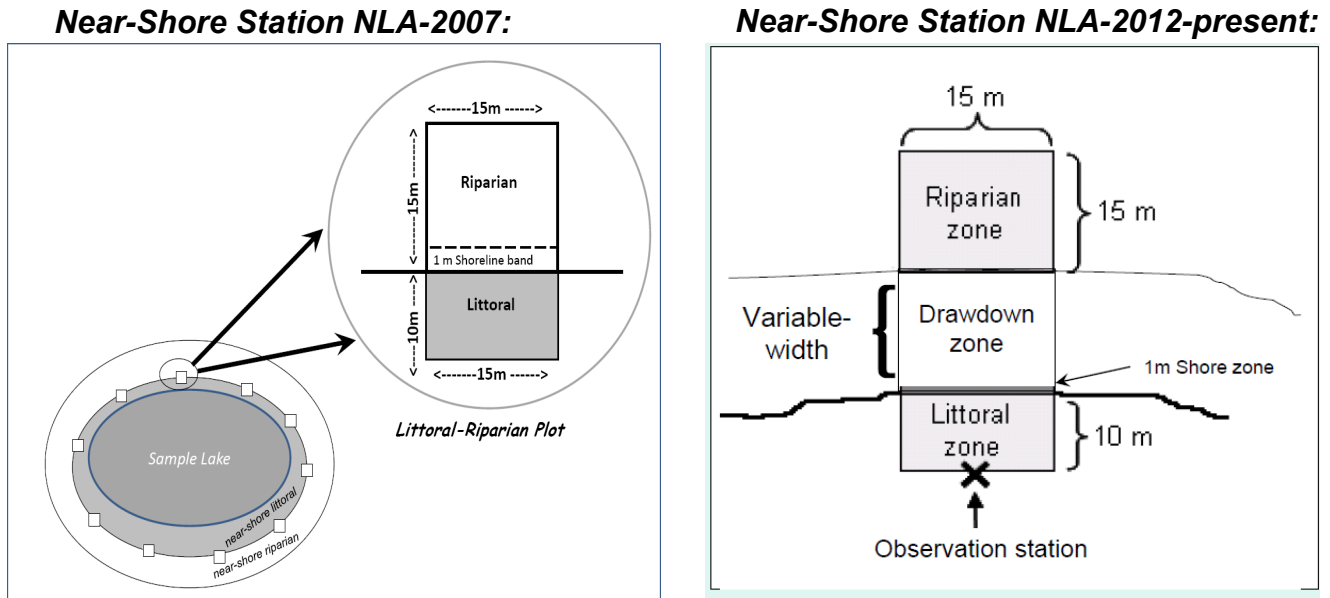 Near-Shore Station NLA-2007:
<-------15m ------>
<-----15m------>
Riparian
1 m Shoreline band
<-----10m----->
Littoral
<-------15m ------>
Littoral-Riparian Plot
Sample Lake
near-shore littoral
near-shore riparian
Near-Shore Station NLA-2012-present:
15 m
Riparian
zone
15 m
Variable-
width
Drawdown
zone
1m Shore zone
Littoral
zone
10 m
Observation station